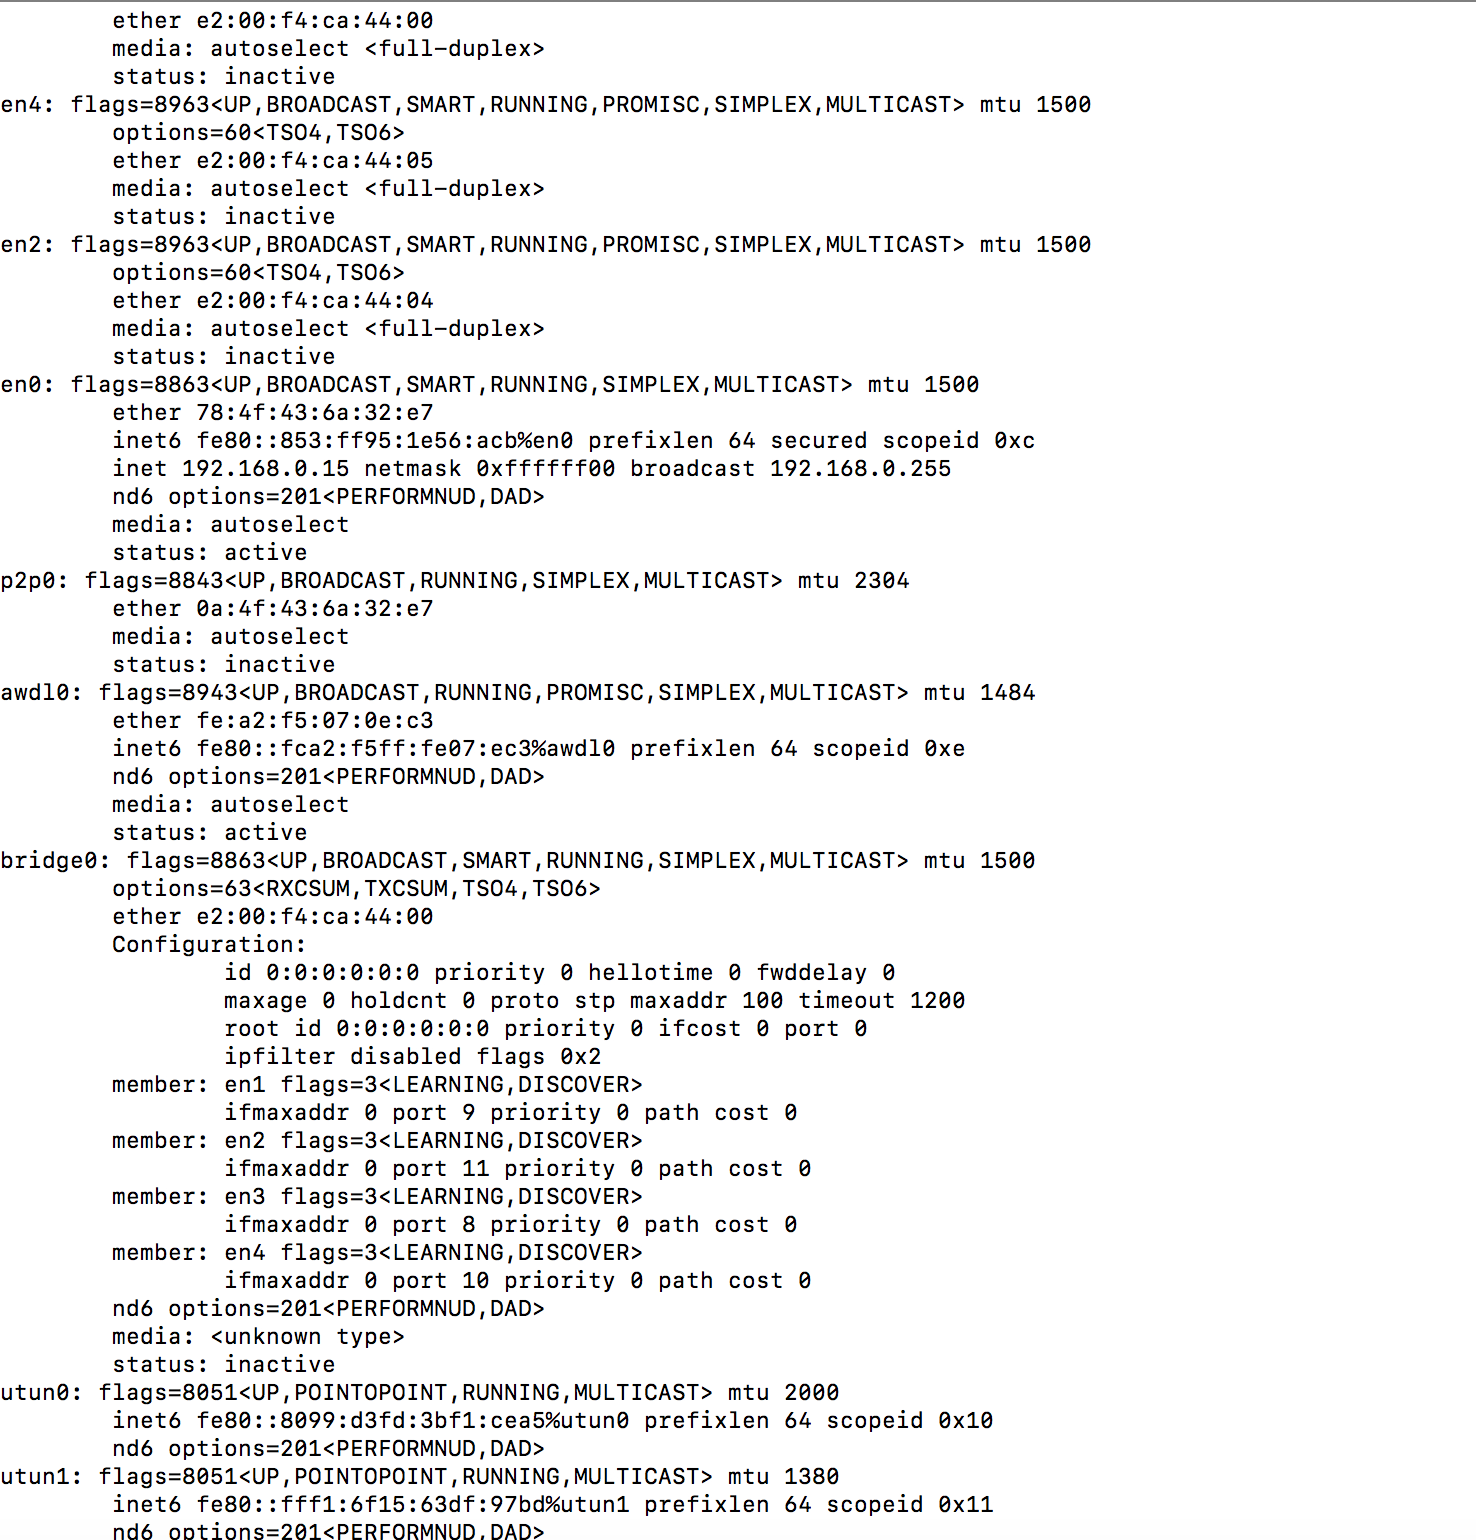 ether e2:00:f4:ca:44:00
media: autoselect <full-duplex>
status: inactive
en4: flags=8963<UP,BROADCAST,SMART,RUNNING,PROMISC,SIMPLEX,MULTICAST> mtu 1500
options=60<TSO4,TSO6>
ether e2:00:f4:ca:44:05
media: autoselect <full-duplex>
status: inactive
en2: flags=8963<UP,BROADCAST,SMART,RUNNING,PROMISC,SIMPLEX,MULTICAST> mtu 1500
options=60<TSO4,TSO6>
ether e2:00:f4:ca:44:04
media: autoselect <full-duplex>
status: inactive
en0: flags=8863<UP,BROADCAST,SMART,RUNNING,SIMPLEX,MULTICAST> mtu 1500
ether 78:4f:43:6a:32:e7
inet6 fe80::853:ff95:1e56:acb%en0 prefixlen 64 secured scopeid 0xc
inet 192.168.0.15 netmask 0xffffff00 broadcast 192.168.0.255
nd6 options=201<PERFORMNUD,DAD>
media: autoselect
status: active
p2p0: flags=8843<UP,BROADCAST,RUNNING,SIMPLEX,MULTICAST> mtu 2304
ether 0a:4f:43:6a:32:e7
media: autoselect
status: inactive
awdl0: flags=8943<UP,BROADCAST,RUNNING,PROMISC,SIMPLEX,MULTICAST> mtu 1484
ether fe:a2:f5:07:0e:c3
inet6 fe80::fca2:f5ff:fe07:ec3%awdl0 prefixlen 64 scopeid 0xe
nd6 options=201<PERFORMNUD,DAD>
media: autoselect
status: active
bridge0: flags=8863<UP,BROADCAST,SMART,RUNNING,SIMPLEX,MULTICAST> mtu 1500
options=63<RXCSUM,TXCSUM,TSO4,TSO6>
ether e2:00:f4:ca:44:00
Configuration:
id 0:0:0:0:0:0 priority 0 hellotime 0 fwddelay 0
maxage 0 holdcnt 0 proto stp maxaddr 100 timeout 1200
root id 0:0:0:0:0:0 priority 0 ifcost 0 port 0
ipfilter disabled flags 0x2
member: en1 flags=3<LEARNING,DISCOVER>
ifmaxaddr 0 port 9 priority 0 path cost 0
member: en2 flags=3<LEARNING,DISCOVER>
ifmaxaddr 0 port 11 priority 0 path cost 0
member: en3 flags=3<LEARNING,DISCOVER>
ifmaxaddr 0 port 8 priority 0 path cost 0
member: en4 flags=3<LEARNING,DISCOVER>
ifmaxaddr 0 port 10 priority 0 path cost 0
nd6 options=201<PERFORMNUD,DAD>
media: <unknown type>
status: inactive
utun0: flags=8051<UP,POINTOPOINT,RUNNING,MULTICAST> mtu 2000
inet6 fe80::8099:d3fd:3bf1:cea5%utun0 prefixlen 64 scopeid 0x10
nd6 options=201<PERFORMNUD,DAD>
utun1: flags=8051<UP,POINTOPOINT,RUNNING,MULTICAST> mtu 1380
inet6 fe80::fff1:6f15:63df:97bd%utun1 prefixlen 64 scopeid 0x11
nd6 options=201<PERFORMNUD,DAD>